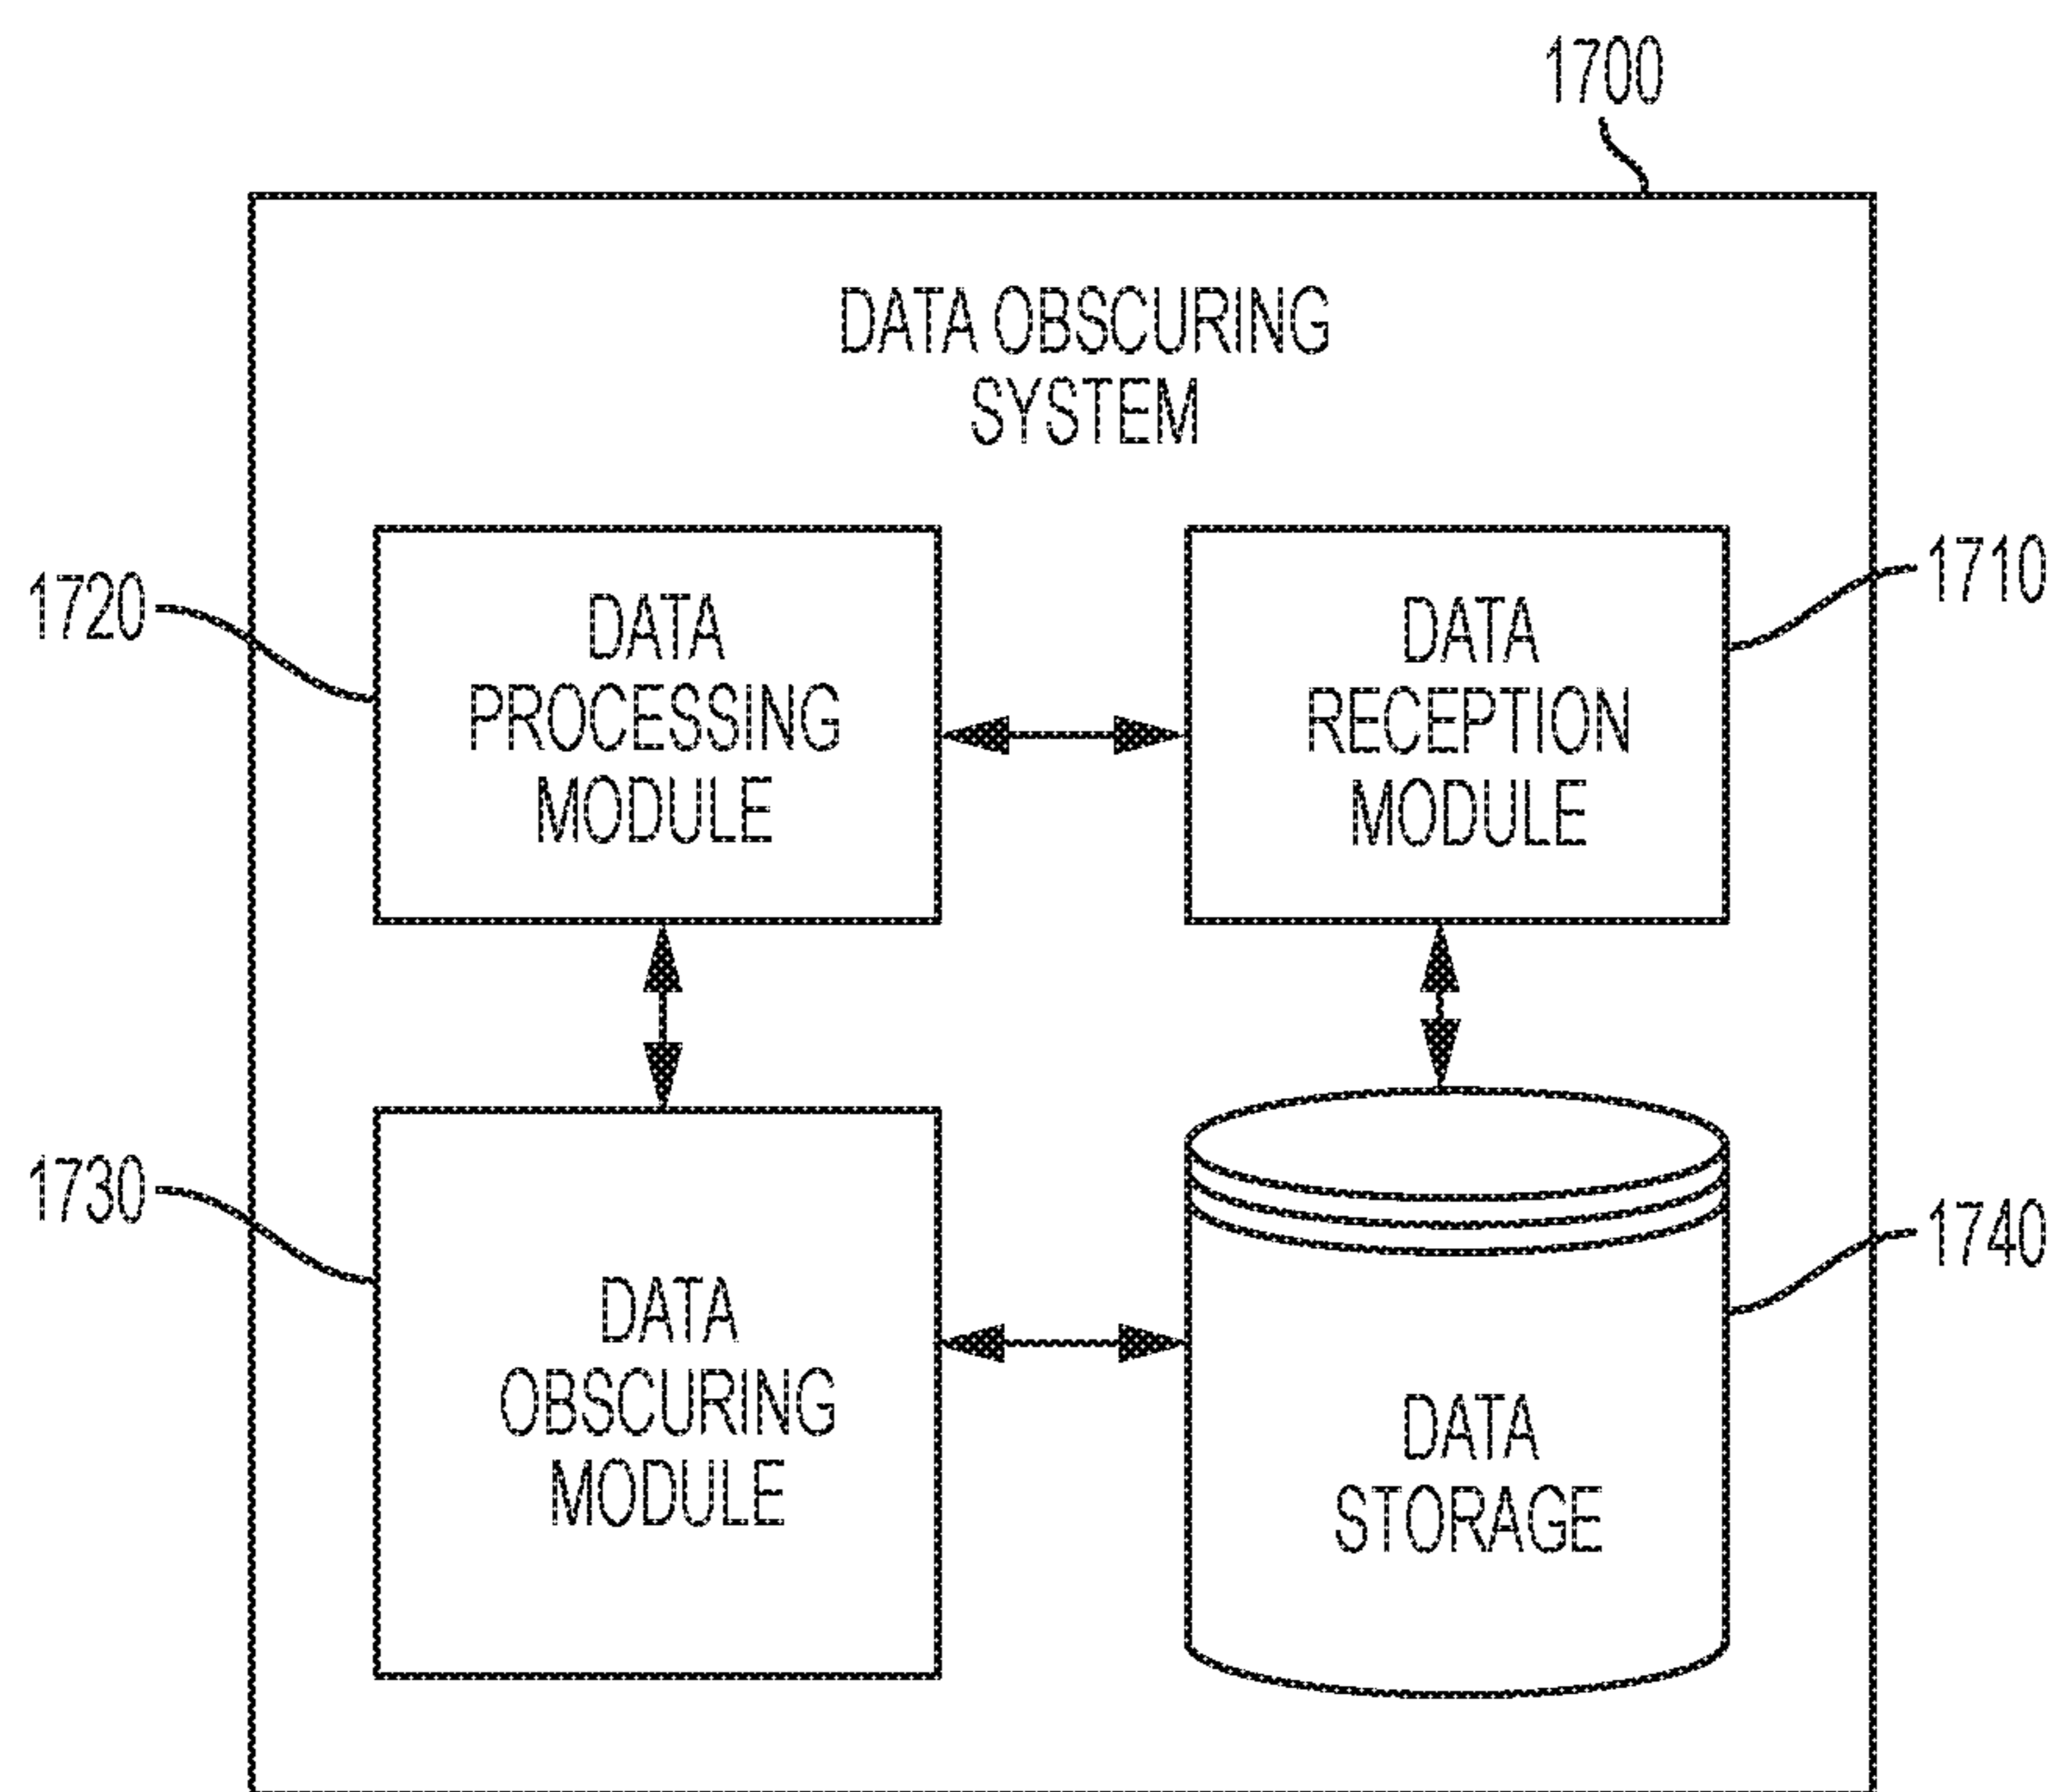 1700
DATA OBSCURING
SYSTEM
1720
DATA
PROCESSING
MODULE
DATA
RECEPTION
MODULE
1710
1730
DATA
OBSCURING
MODULE
DATA
STORAGE
1740